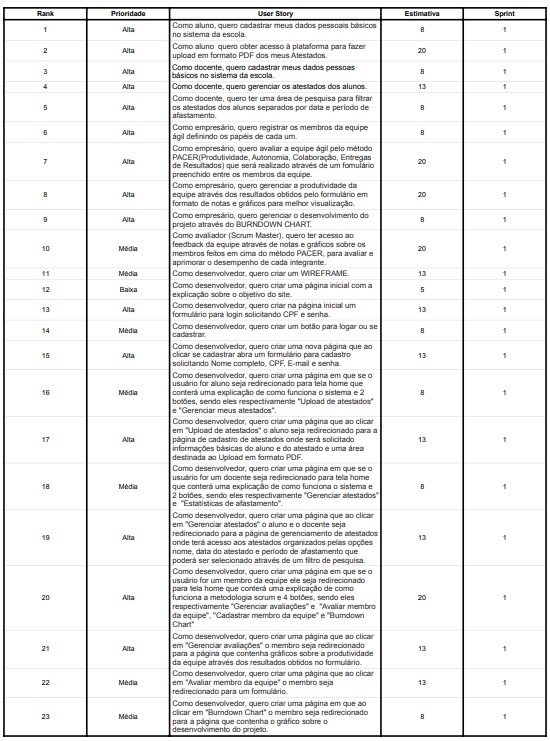 Rank Prioridade User Story Estimativa Sprint
1 Alta Como aluno, quero cadastrar meus dados pessoais básicos
no sistema da escola. 8 1
2 Alta Como aluno quero obter acesso à plataforma para fazer
upload em formato PDF dos meus Atestados. 20 1
3 Alta Como docente, quero cadastrar meus dados pessoas
básicos no sistema da escola. 8 1
4 Alta Como docente, quero gerenciar os atestados dos alunos. 13 1
5 Alta Como docente, quero ter uma área de pesquisa para filtrar
os atestados dos alunos separados por data e período de
afastamento. 8 1
6 Alta Como empresário, quero registrar os membros da equipe
ágil definindo os papéis de cada um. 8 1
7 Alta Como empresário, quero avaliar a equipe ágil pelo método
PACER(Produtividade, Autonomia, Colaboração, Entregas
de Resultados) que será realizado através de um fomulário
preenchido entre os membros da equipe. 20 1
8 Alta Como empresário, quero gerenciar a produtividade da
equipe através dos resultados obtidos pelo formulário em
formato de notas e gráficos para melhor visualização. 20 1
9 Alta Como empresário, quero gerenciar o desenvolvimento do
projeto através do BURNDOWN CHART. 8 1
10 Média Como avaliador (Scrum Master), quero ter acesso ao
feedback da equipe através de notas e gráficos sobre os
membros feitos em cima do método PACER, para avaliar e
aprimorar o desempenho de cada integrante. 20 1
11 Média Como desenvolvedor, quero criar um WIREFRAME. 13 1
12 Baixa Como desenvolvedor, quero criar uma página inicial com a
explicação sobre o objetivo do site. 5 1
13 Alta Como desenvolvedor, quero criar na página inicial um
formulário para login solicitando CPF e senha. 13 1
14 Média Como desenvolvedor, quero criar um botão para logar ou se
cadastrar. 8 1
15 Alta Como desenvolvedor, quero criar uma nova página que ao
clicar se cadastrar abra um formulário para cadastro
solicitando Nome completo, CPF, E-mail e senha. 13 1
16 Média Como desenvolvedor, quero criar uma página em que se o
usuário for aluno seja redirecionado para tela home que
conterá uma explicação de como funciona o sistema e 2
botões, sendo eles respectivamente "Upload de atestados"
e "Gerenciar meus atestados". 8 1
17 Alta Como desenvolvedor, quero criar uma página que ao clicar
em "Upload de atestados" o aluno seja redirecionado para a
página de cadastro de atestados onde será solicitado
informações básicas do aluno e do atestado e uma área
destinada ao Upload em formato PDF. 13 1
18 Média Como desenvolvedor, quero criar uma página em que se o
usuário for um docente seja redirecionado para tela home
que conterá uma explicação de como funciona o sistema e
2 botões, sendo eles respectivamente "Gerenciar atestados"
e "Estatísticas de afastamento". 8 1
19 Alta Como desenvolvedor, quero criar uma página que ao clicar
em "Gerenciar atestados" o aluno e o docente seja
redirecionado para a página de gerenciamento de atestados
onde terá acesso aos atestados organizados pelas opções
nome, data do atestado e período de afastamento que
poderá ser selecionado através de um filtro de pesquisa. 13 1
20 Alta Como desenvolvedor, quero criar uma página em que se o
usuário for um membro da equipe ele seja redirecionado
para tela home que conterá uma explicação de como
funciona a metodologia scrum e 4 botões, sendo eles
respectivamente "Gerenciar avaliações" e "Avaliar membro
da equipe", "Cadastrar membro da equipe" e "Burndown
Chart" 20 1
21 Alta Como desenvolvedor, quero criar uma página que ao clicar
em "Gerenciar avaliações" o membro seja redirecionado
para a página que contenha gráficos sobre a produtividade
da equipe através dos resultados obtidos no formulário. 13 1
22 Média Como desenvolvedor, quero criar uma página que ao clicar
em "Avaliar membro da equipe" o membro seja
redirecionado para um formulário. 13 1
23 Média Como desenvolvedor, quero criar uma página que ao
clicar em "Burndown Chart" o membro seja redirecionado
para a página que contenha o gráfico sobre o
desenvolvimento do projeto. 8 1